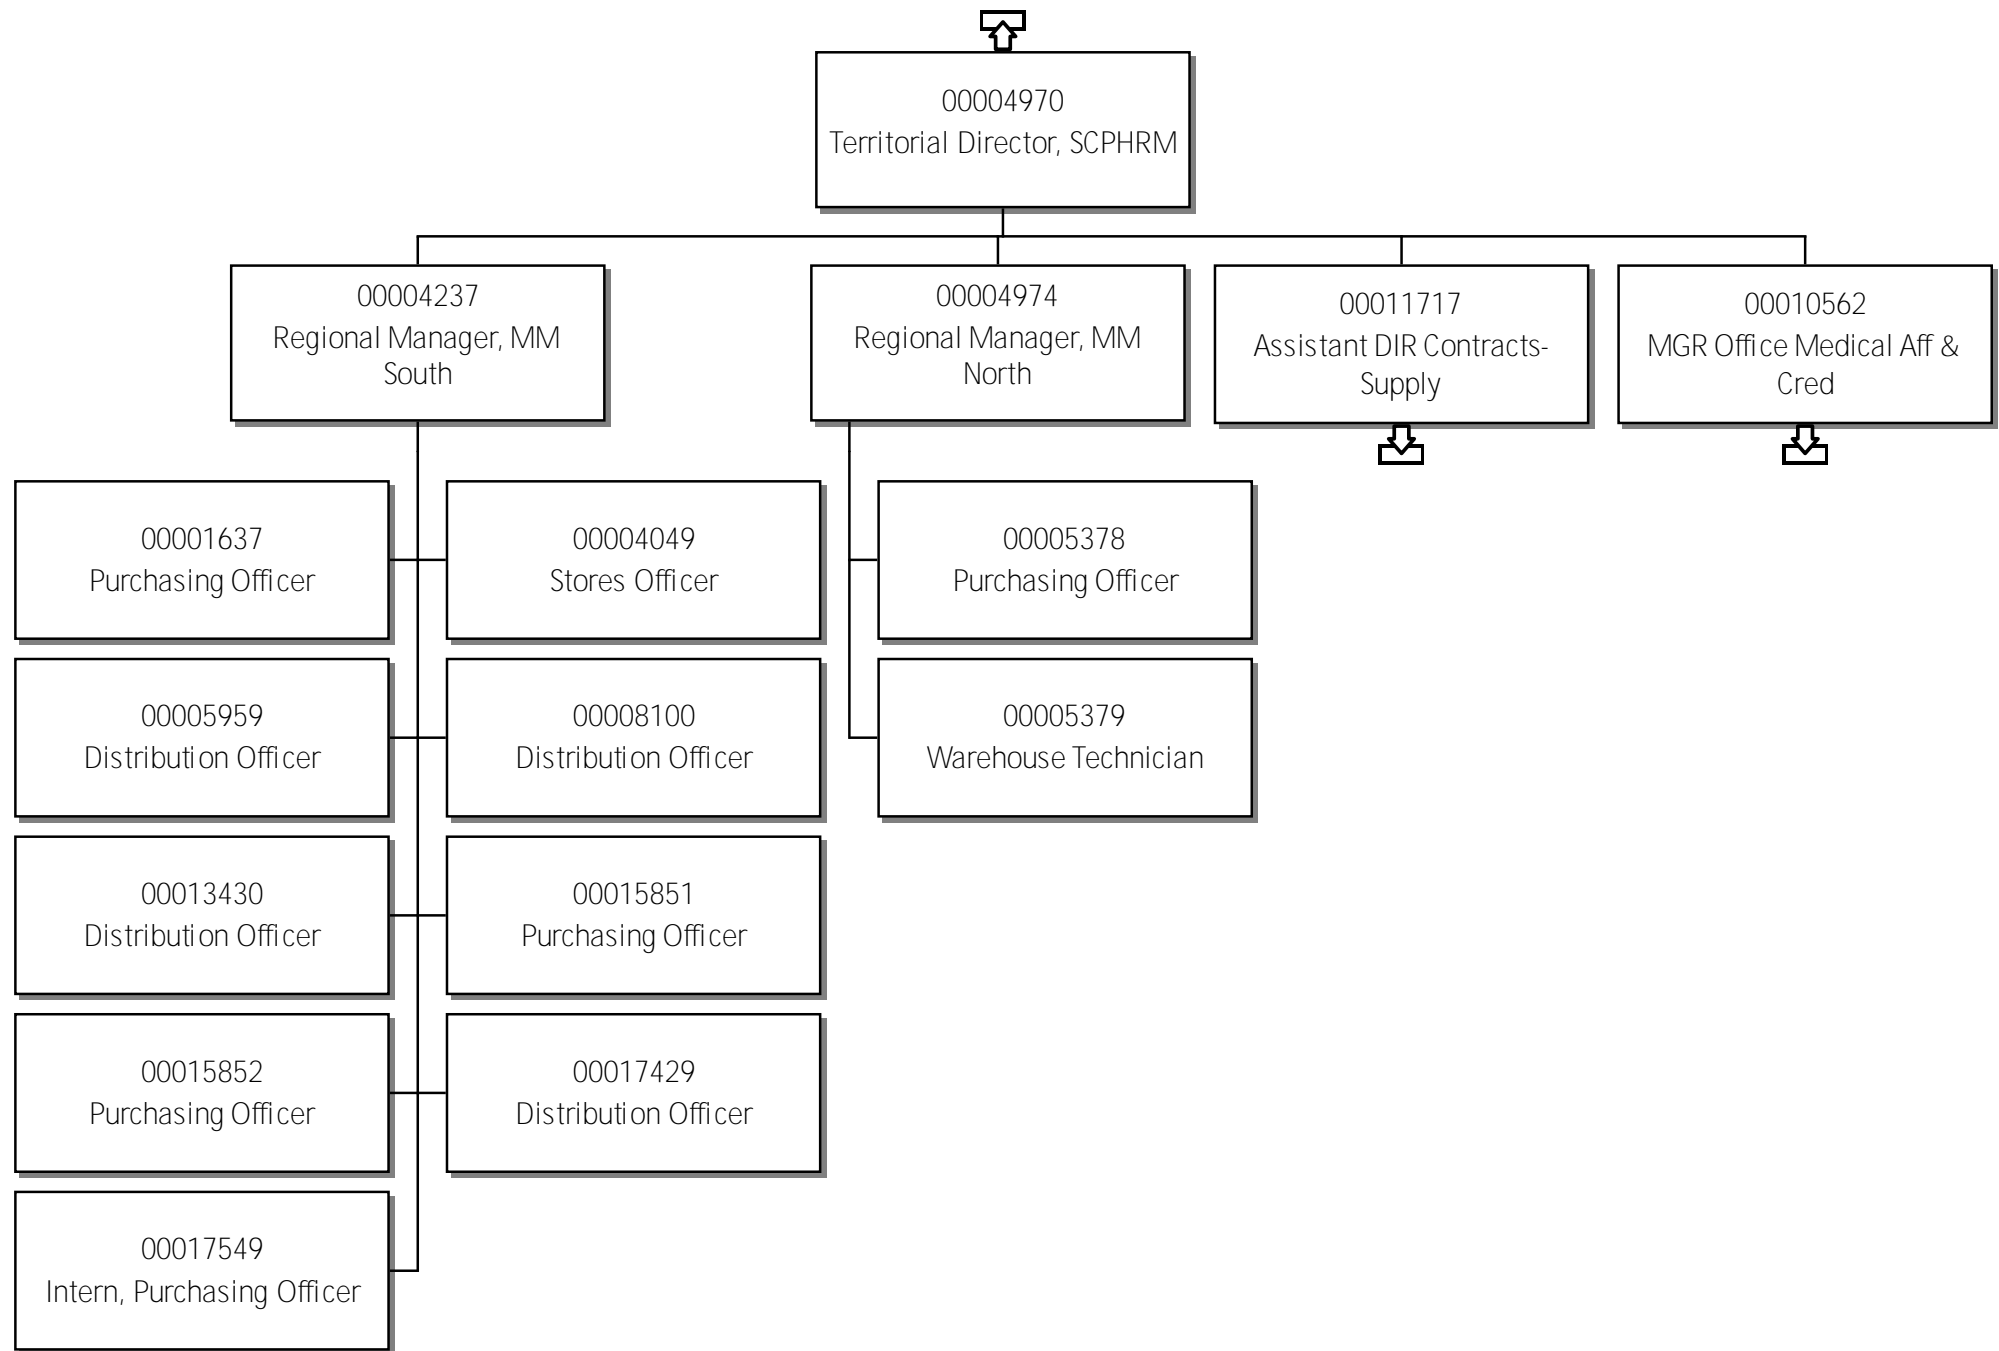 00004970
Territorial Director, SCPHRM
00004237
Regional Manager, MM
South
00004974
Regional Manager, MM
North
00011717
Assistant DIR Contracts-
Supply
00010562
MGR Office Medical Aff &
Cred
00001637
Purchasing Officer
00004049
Stores Officer
00005378
Purchasing Officer
00005959
Distribution Officer
00008100
Distribution Officer
00005379
Warehouse Technician
00013430
Distribution Officer
00015851
Purchasing Officer
00015852
Purchasing Officer
00017429
Distribution Officer
00017549
Intern, Purchasing Officer